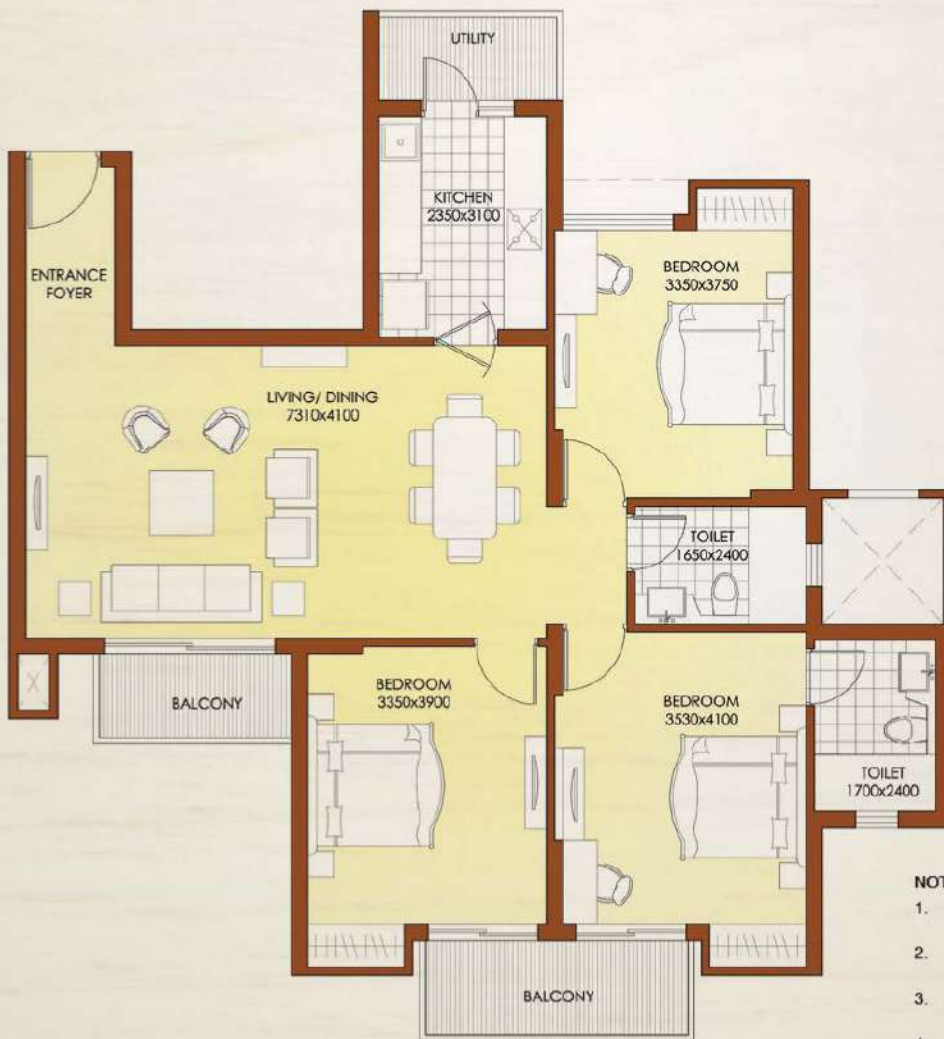 UTILITY
KITCHEN
2350x3100
ENTRANCE
FOYER
BEDROOM
3350x3750
LIVING/ DINING
7310x4100
TOILET
1650x2400
BALCONY
BEDROOM
3350x3900
BEDROOM
3530x4100
TOILET
1700x2400
BALCONY
NOT
1.
2.
3.